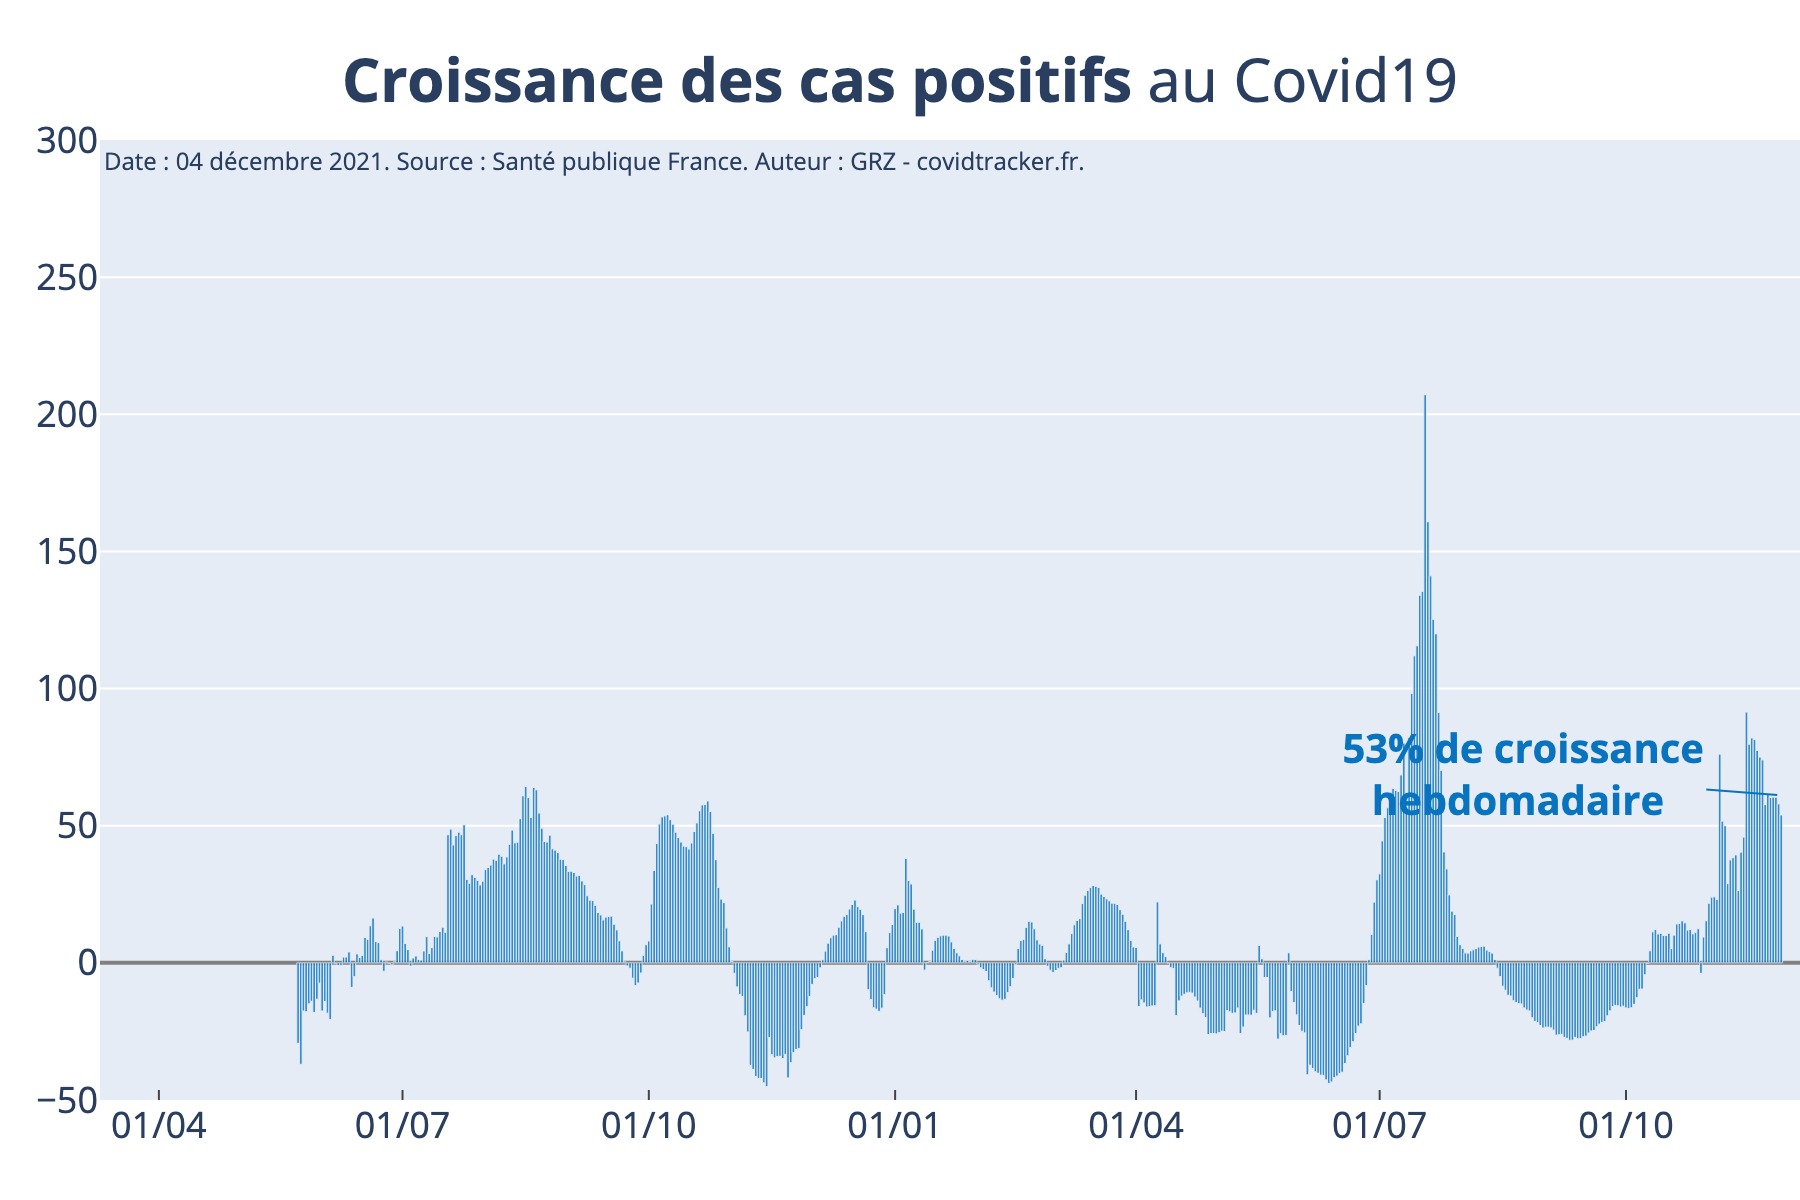 Croissance des cas positifs au Covid19
300
Date : 04 décembre 2021. Source : Santé publique France. Auteur : GRZ - covidtracker.fr.
250
200
150
100
53% de croissance
hebdomadaire
50
0
−50
01/04 01/07 01/10 01/01 01/04 01/07 01/10